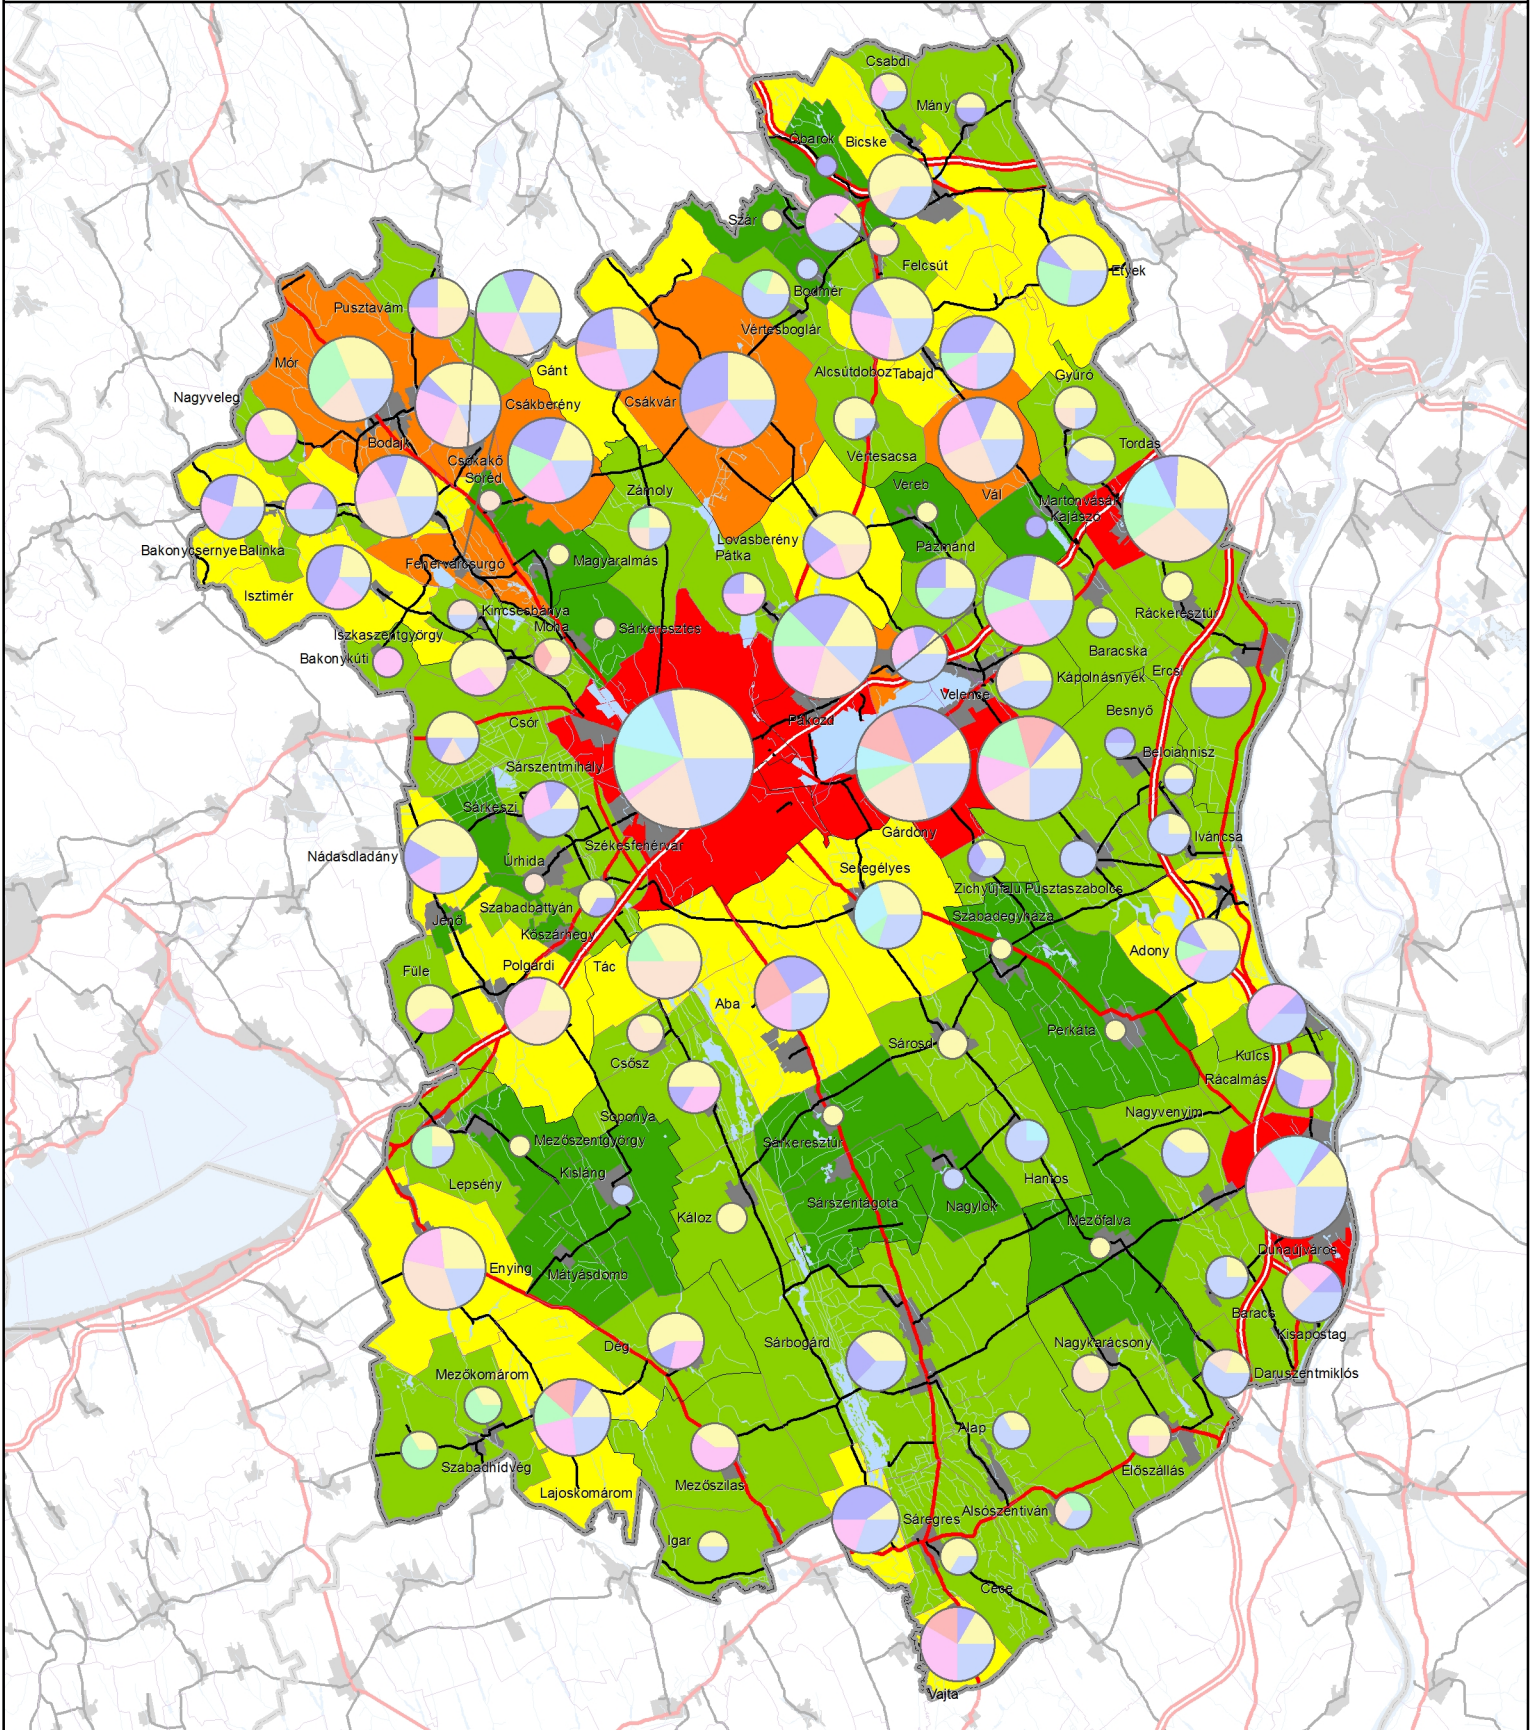 Csabdi
Mány
Óbarok
Bicske
Szár
Felcsút
Etyek
Bodmér
Vértesboglár
Pusztavám
Mór
Gánt
Alcsútdoboz
Tabajd
Gyúró
Nagyveleg
Csákberény
Csákvár
Bodajk
Tordas
Csókakő
Vértesacsa
Söréd
Zámoly
Vereb
Vál
Martonvásár
Kajászó
Lovasberény
Pázmánd
Bakonycsernye
Balinka
Pátka
Fehérvárcsurgó
Magyaralmás
Isztimér
Kincsesbánya
Ráckeresztúr
Moha
Sárkeresztes
Iszkaszentgyörgy
Baracska
Bakonykúti
Ercsi
Kápolnásnyék
Velence
Besnyő
Csór
Pákozd
Beloiannisz
Sárszentmihály
Sárkeszi
Gárdony
Iváncsa
Székesfehérvár
Nádasdladány
Úrhida
Seregélyes
Zichyújfalu
Pusztaszabolcs
Szabadbattyán
Szabadegyháza
Jenő
Kőszárhegy
Adony
Polgárdi
Tác
Füle
Aba
Perkáta
Sárosd
Kulcs
Csősz
Rácalmás
Soponya
Nagyvenyim
Mezőszentgyörgy
Sárkeresztúr
Kisláng
Lepsény
Hantos
Sárszentágota
Nagylók
Káloz
Mezőfalva
Dunaújváros
Enying
Mátyásdomb
Baracs
Kisapostag
Sárbogárd
Nagykarácsony
Dég
Mezőkomárom
Daruszentmiklós
Alap
Szabadhídvég
Előszállás
Mezőszilas
Lajoskomárom
Sáregres
Alsószentiván
Igar
Cece
Vajta